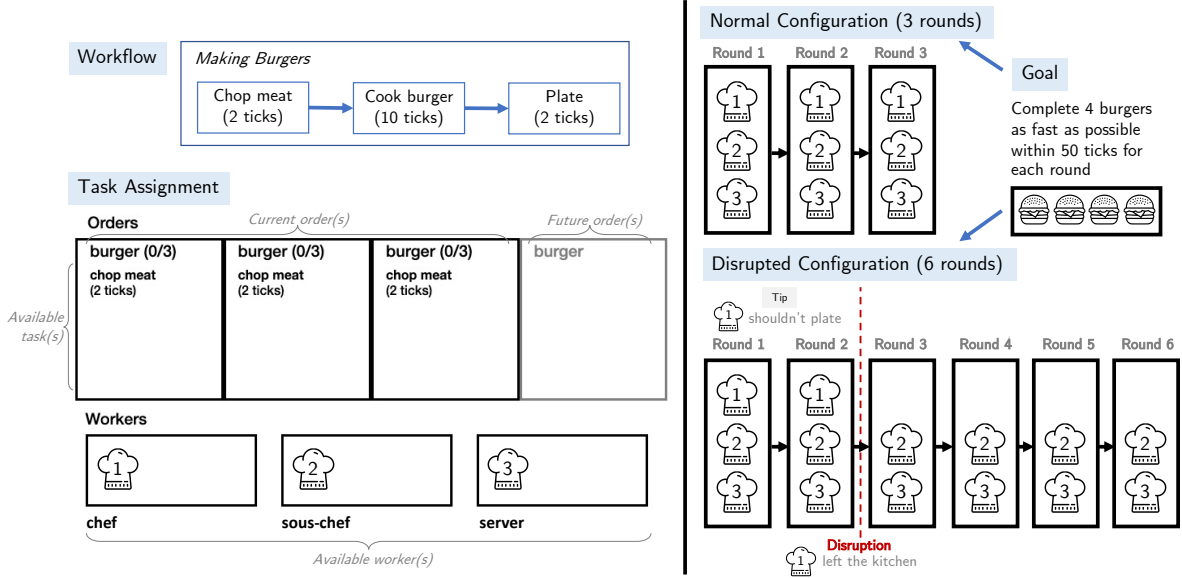 Workflow
Making Burgers
Chop meat
(2 ticks)
Cook burger
(10 ticks)
Plate
(2 ticks)
Task Assignment
Orders
Current order(s)
Future order(s)
burger (0/3)
chop meat
(2 ticks)
burger (0/3)
chop meat
(2 ticks)
burger (0/3)
chop meat
(2 ticks)
burger
Available
task(s)
Workers
1
2
3
chef
sous-chef
server
Available worker(s)
Normal Configuration (3 rounds)
Round 1
Round 2
Round 3
1
1
1
2
2
2
3
3
3
Goal
Complete 4 burgers
as fast as possible
within 50 ticks for
each round
Disrupted Configuration (6 rounds)
Tip
1
shouldn't plate
Round 1
Round 2
Round 3
Round 4
Round 5
Round 6
1
1
2
2
2
2
2
2
3
3
3
3
3
3
Disruption
1
left the kitchen